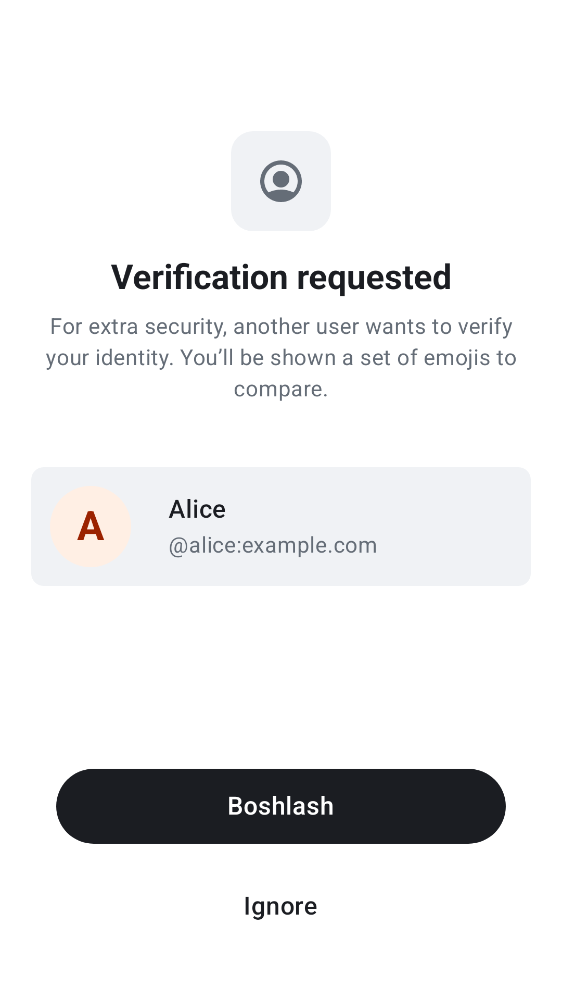 Verification requested
For extra security, another user wants to verify
your identity. You’ll be shown a set of emojis to
compare.
A
Alice
@alice:example.com
Boshlash
Ignore